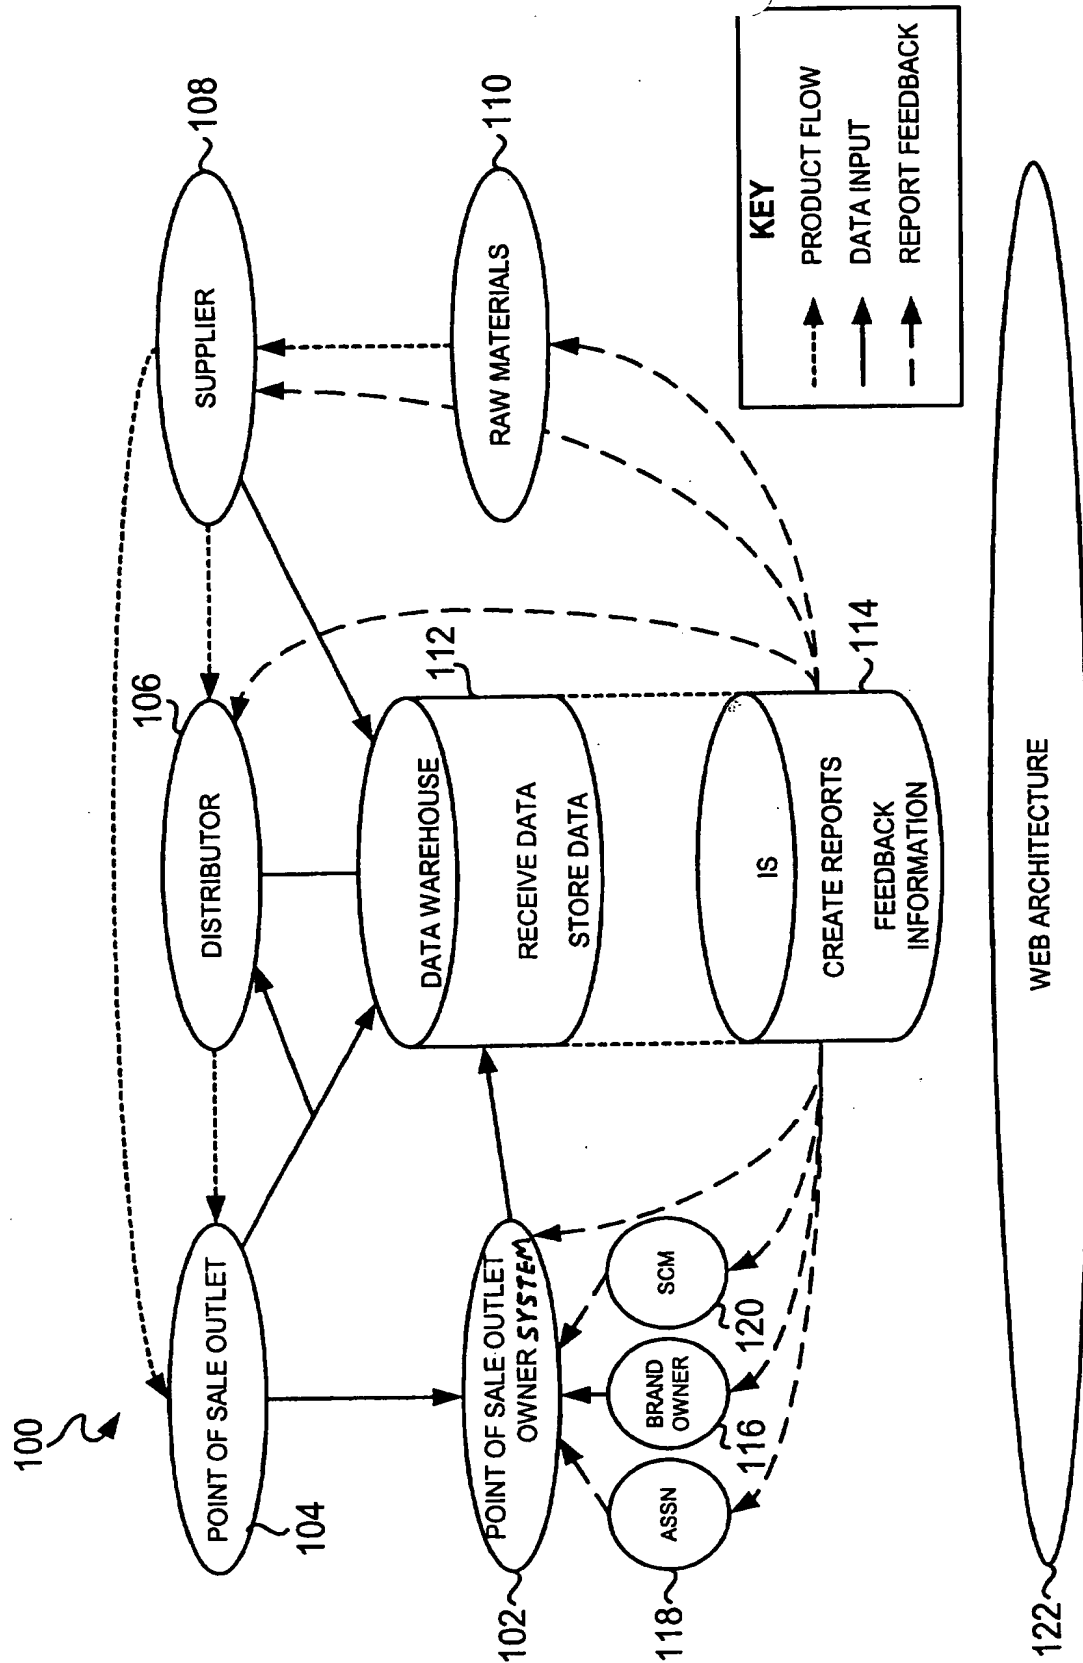 100
POINT OF SALE OUTLET
104
DISTRIBUTOR
106
SUPPLIER
108
POINT OF SALE OUTLET
OWNER SYSTEM
102
DATA WAREHOUSE
RECEIVE DATA
STORE DATA
112
RAW MATERIALS
110
ASSN
118
BRAND
OWNER
116
SCM
120
IS
CREATE REPORTS
FEEDBACK
INFORMATION
114
KEY
PRODUCT FLOW
DATA INPUT
REPORT FEEDBACK
WEB ARCHITECTURE
122